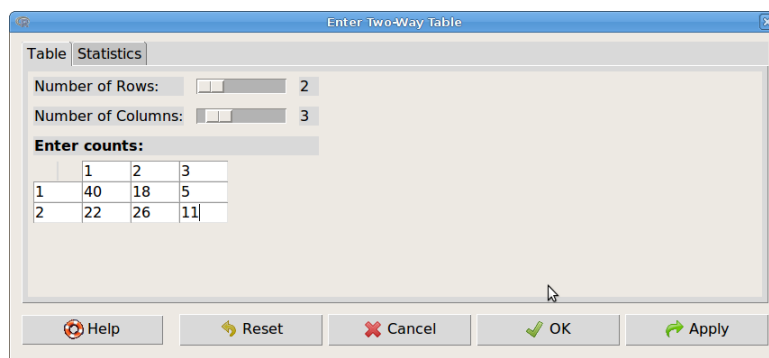 Enter Two-Way Table
Table Statistics
Number of Rows: 2
Number of Columns: 3
Enter counts:
1 2 3
1 40 18 5
2 22 26 11
Help Reset Cancel OK Apply